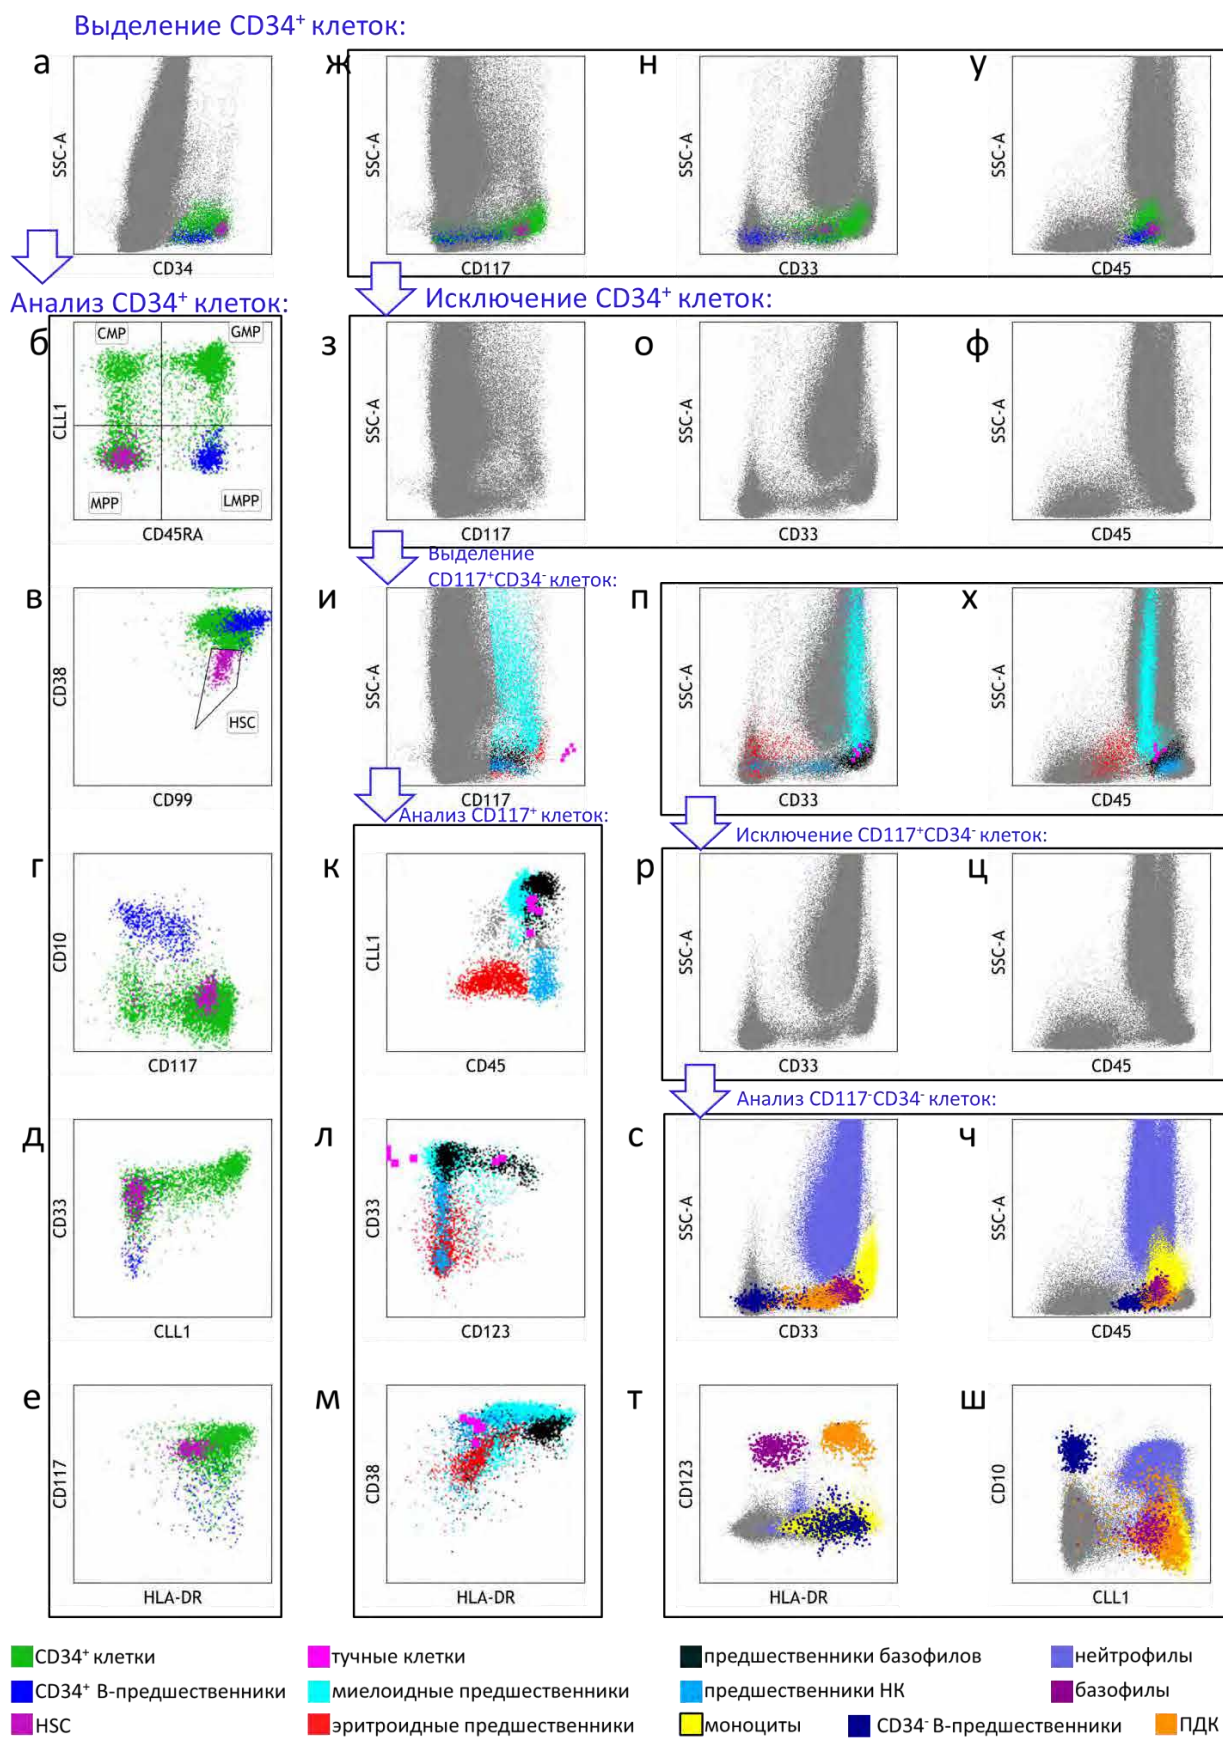 Выделение CD34⁺ клеток:
а
ж
н
у
SSC-A
SSC-A
SSC-A
SSC-A
CD34
CD117
CD33
CD45
Анализ CD34⁺ клеток:
Исключение CD34⁺ клеток:
б
з
о
ф
CMP
GMP
MPP
LMPP
CLL1
SSC-A
SSC-A
SSC-A
CD45RA
CD117
CD33
CD45
Выделение
CD117⁺CD34⁻ клеток:
в
и
п
х
HSC
CD38
SSC-A
SSC-A
SSC-A
CD99
CD117
CD33
CD45
Анализ CD117⁺ клеток:
Исключение CD117⁺CD34⁻ клеток:
г
к
р
ц
CD10
CLL1
SSC-A
SSC-A
CD117
CD45
CD33
CD45
Анализ CD117⁻CD34⁻ клеток:
д
л
с
ч
CD33
CD33
SSC-A
SSC-A
CLL1
CD123
CD33
CD45
е
м
т
ш
CD117
CD38
CD123
CD10
HLA-DR
HLA-DR
HLA-DR
CLL1
CD34⁺ клетки
тучные клетки
предшественники базофилов
нейтрофилы
CD34⁺ В-предшественники
миелоидные предшественники
предшественники НК
базофилы
HSC
эритроидные предшественники
моноциты
CD34⁻ В-предшественники
ПДК